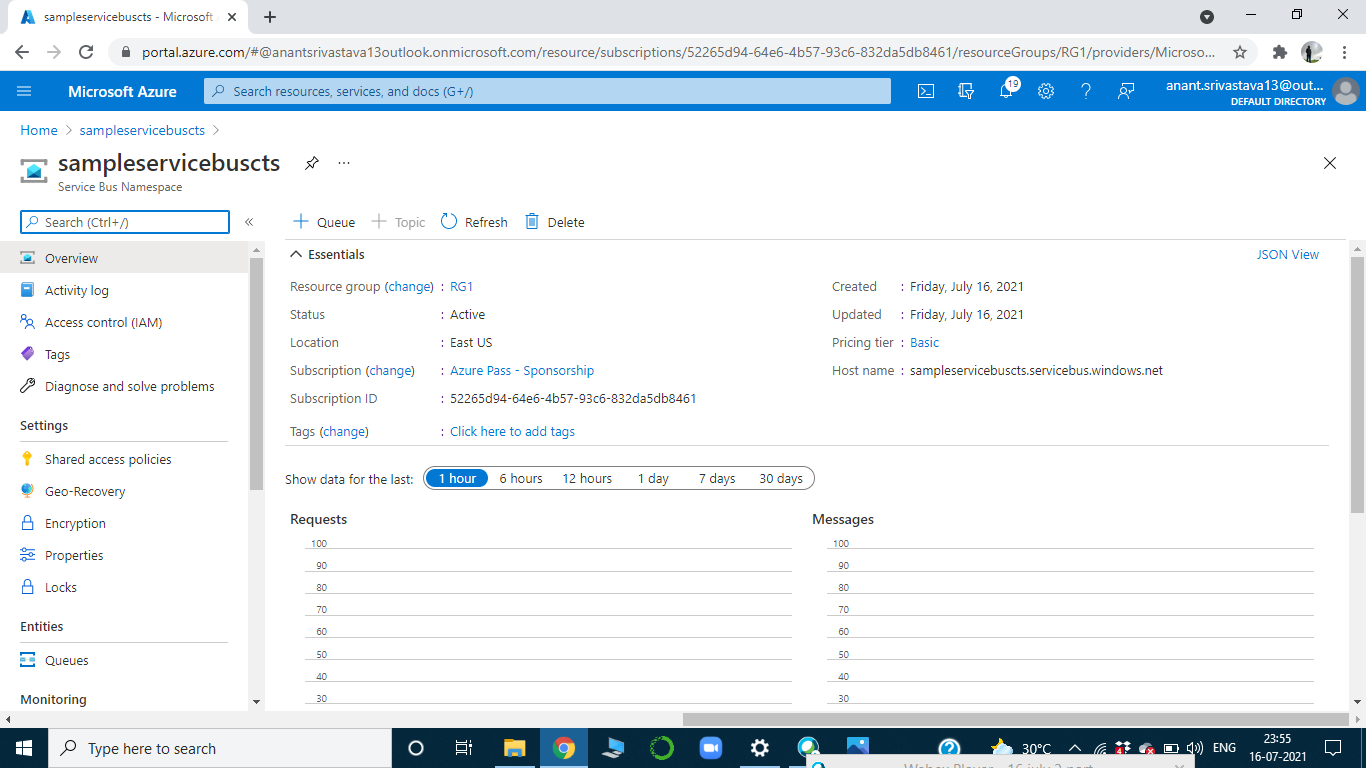 sampleservicebuscts - Microsoft
portal.azure.com/#@anantsrivastava13outlook.onmicrosoft.com/resource/subscriptions/52265d94-64e6-4b57-93c6-832da5db8461/resourceGroups/RG1/providers/Microso...
Microsoft Azure
Search resources, services, and docs (G+/)
19
anant.srivastava13@out...
DEFAULT DIRECTORY
Home > sampleservicebuscts >
sampleservicebuscts
Service Bus Namespace
Search (Ctrl+/)
Queue Topic Refresh Delete
Overview
Activity log
Access control (IAM)
Tags
Diagnose and solve problems
Settings
Shared access policies
Geo-Recovery
Encryption
Properties
Locks
Entities
Queues
Monitoring
Essentials
JSON View
Resource group (change) : RG1
Status : Active
Location : East US
Subscription (change) : Azure Pass - Sponsorship
Subscription ID : 52265d94-64e6-4b57-93c6-832da5db8461
Tags (change) : Click here to add tags
Created : Friday, July 16, 2021
Updated : Friday, July 16, 2021
Pricing tier : Basic
Host name : sampleservicebuscts.servicebus.windows.net
Show data for the last: 1 hour 6 hours 12 hours 1 day 7 days 30 days
Requests
100
90
80
70
60
50
40
30
Messages
100
90
80
70
60
50
40
30
Type here to search
30°C
4
ENG
23:55
16-07-2021
Webex Player - 16 july 2 part